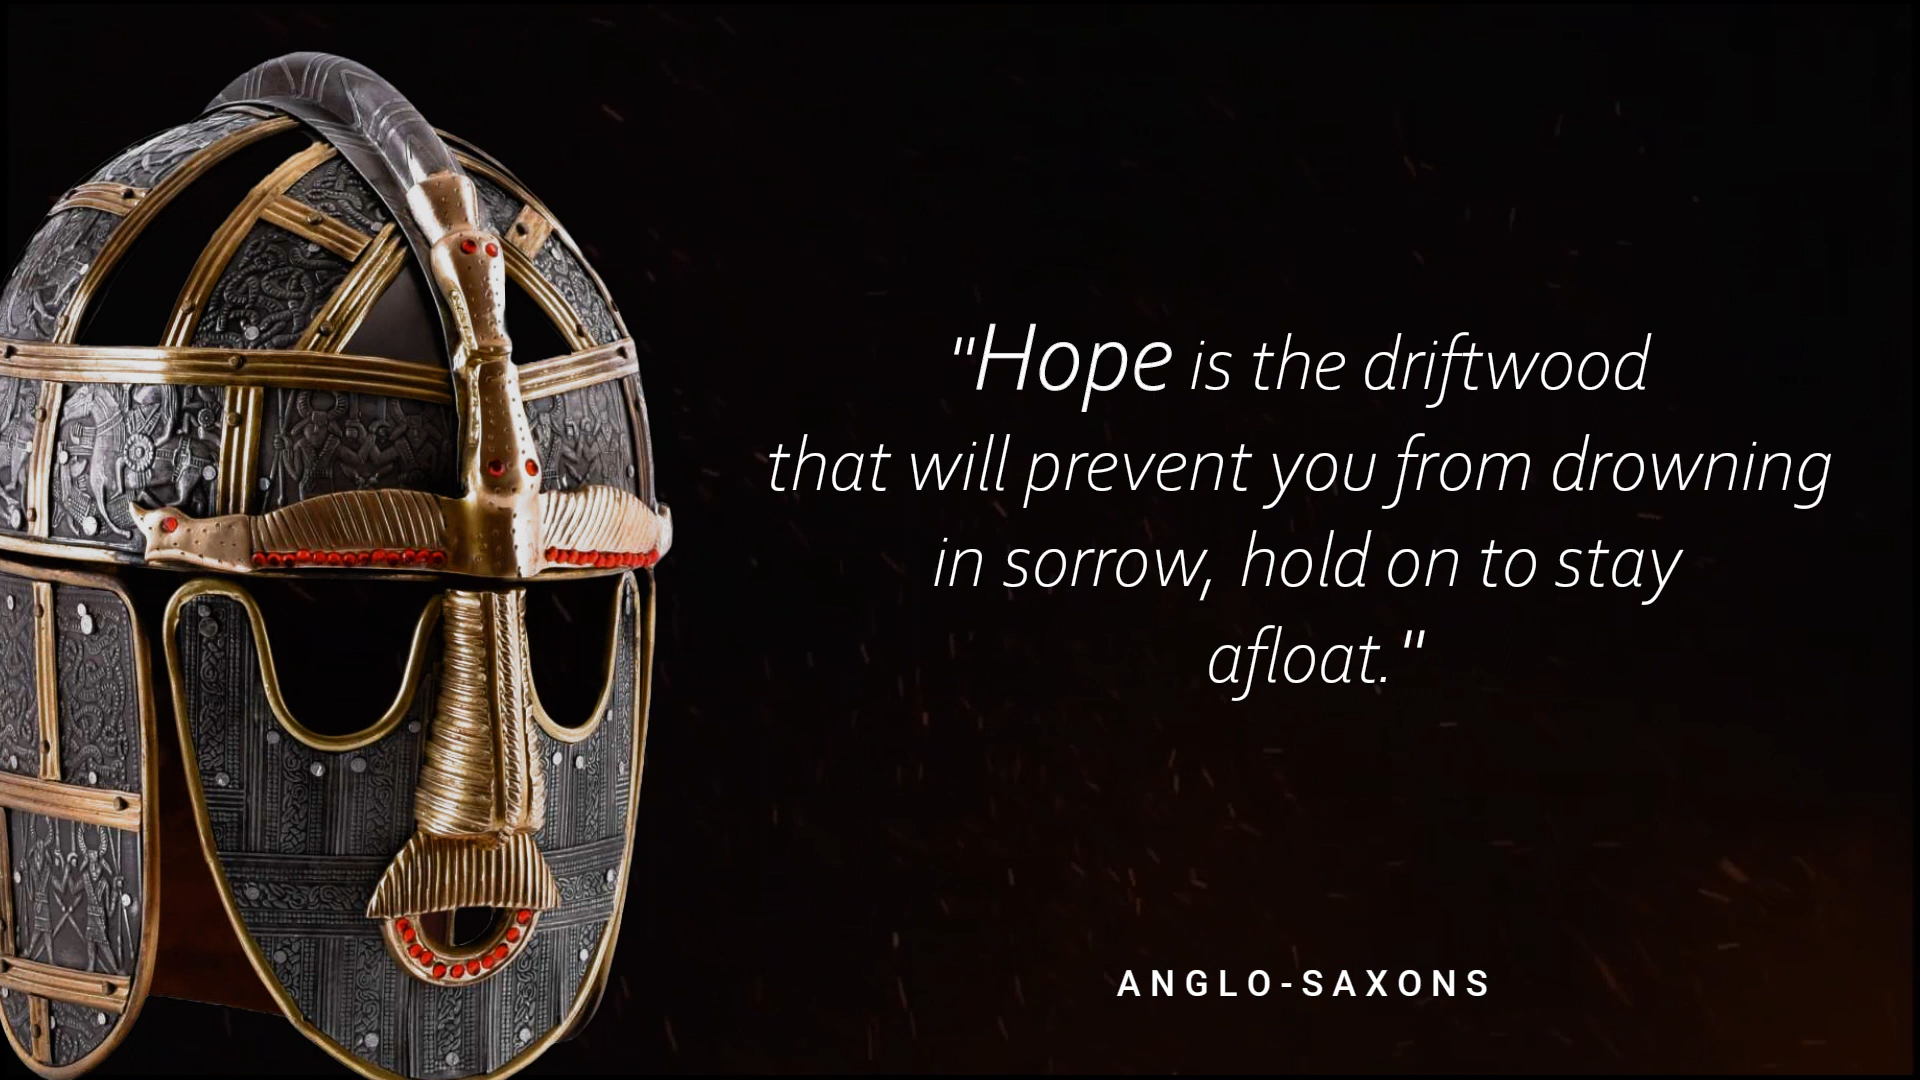 "Hope is the driftwood
that will prevent you from drowning
in sorrow, hold on to stay
afloat."
ANGLO-SAXONS